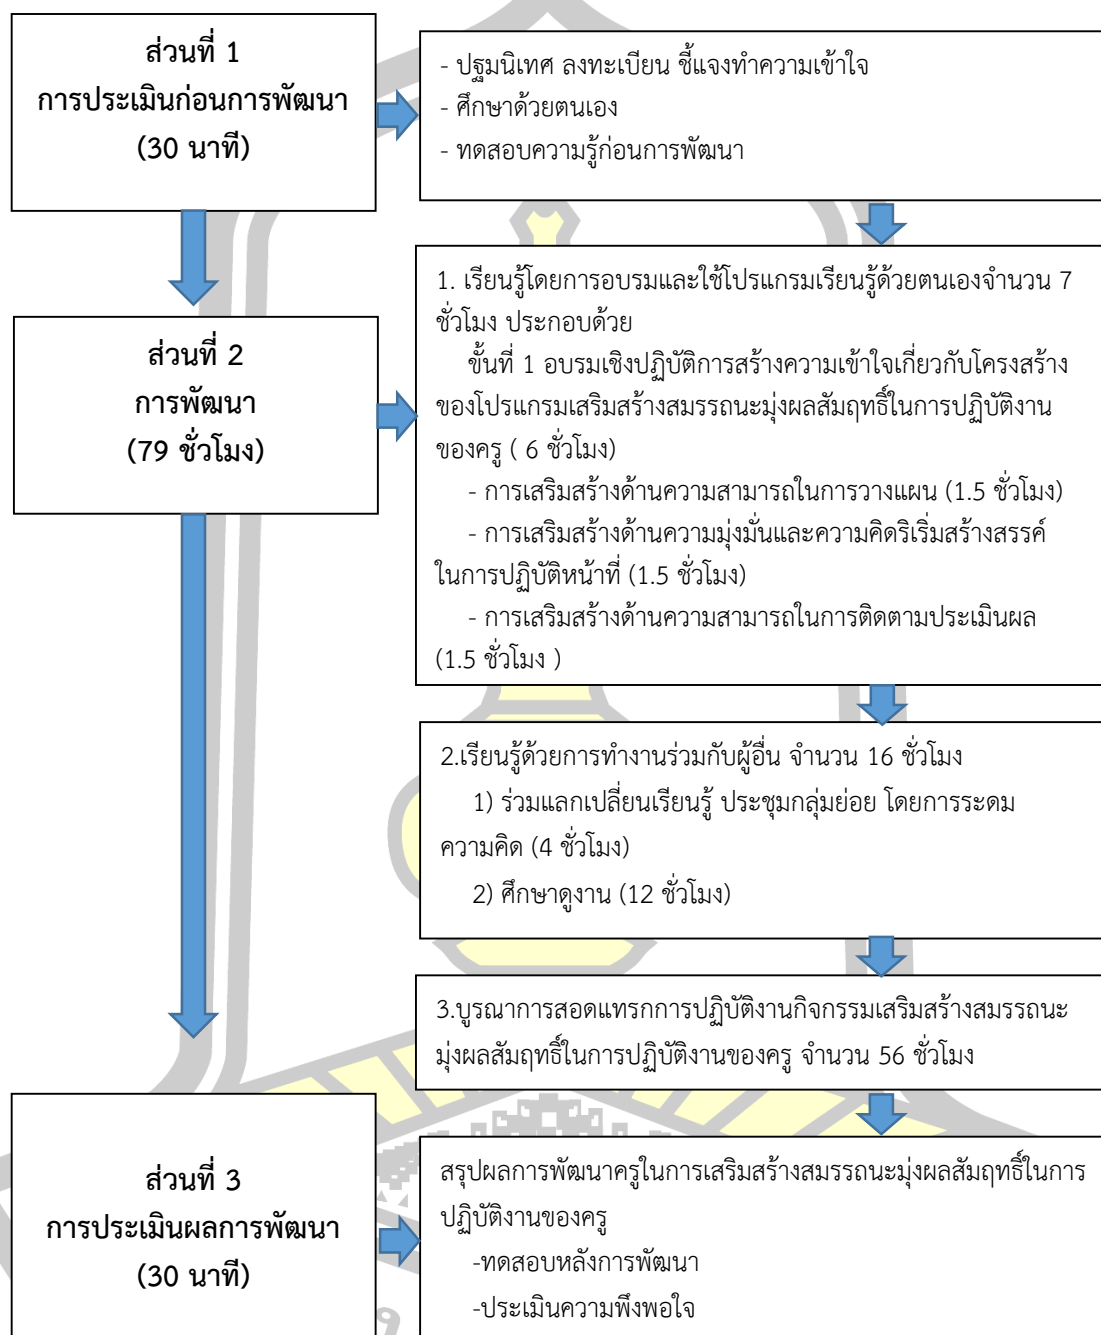 ส่วนที่ 1
การประเมินก่อนการพัฒนา
(30 นาที)
- ปฐมนิเทศ ลงทะเบียน ชี้แจงทำความเข้าใจ
- ศึกษาด้วยตนเอง
- ทดสอบความรู้ก่อนการพัฒนา
ส่วนที่ 2
การพัฒนา
(79 ชั่วโมง)
1. เรียนรู้โดยการอบรมและใช้โปรแกรมเรียนรู้ด้วยตนเองจำนวน 7
ชั่วโมง ประกอบด้วย
ขั้นที่ 1 อบรมเชิงปฏิบัติการสร้างความเข้าใจเกี่ยวกับโครงสร้าง
ของโปรแกรมเสริมสร้างสมรรถนะมุ่งผลสัมฤทธิ์ในการปฏิบัติงาน
ของครู ( 6 ชั่วโมง)
- การเสริมสร้างด้านความสามารถในการวางแผน (1.5 ชั่วโมง)
- การเสริมสร้างด้านความมุ่งมั่นและความคิดริเริ่มสร้างสรรค์
ในการปฏิบัติหน้าที่ (1.5 ชั่วโมง)
- การเสริมสร้างด้านความสามารถในการติดตามประเมินผล
(1.5 ชั่วโมง )
2.เรียนรู้ด้วยการทำงานร่วมกับผู้อื่น จำนวน 16 ชั่วโมง
1) ร่วมแลกเปลี่ยนเรียนรู้ ประชุมกลุ่มย่อย โดยการระดม
ความคิด (4 ชั่วโมง)
2) ศึกษาดูงาน (12 ชั่วโมง)
3.บูรณาการสอดแทรกการปฏิบัติงานกิจกรรมเสริมสร้างสมรรถนะ
มุ่งผลสัมฤทธิ์ในการปฏิบัติงานของครู จำนวน 56 ชั่วโมง
ส่วนที่ 3
การประเมินผลการพัฒนา
(30 นาที)
สรุปผลการพัฒนาครูในการเสริมสร้างสมรรถนะมุ่งผลสัมฤทธิ์ในการ
ปฏิบัติงานของครู
-ทดสอบหลังการพัฒนา
-ประเมินความพึงพอใจ